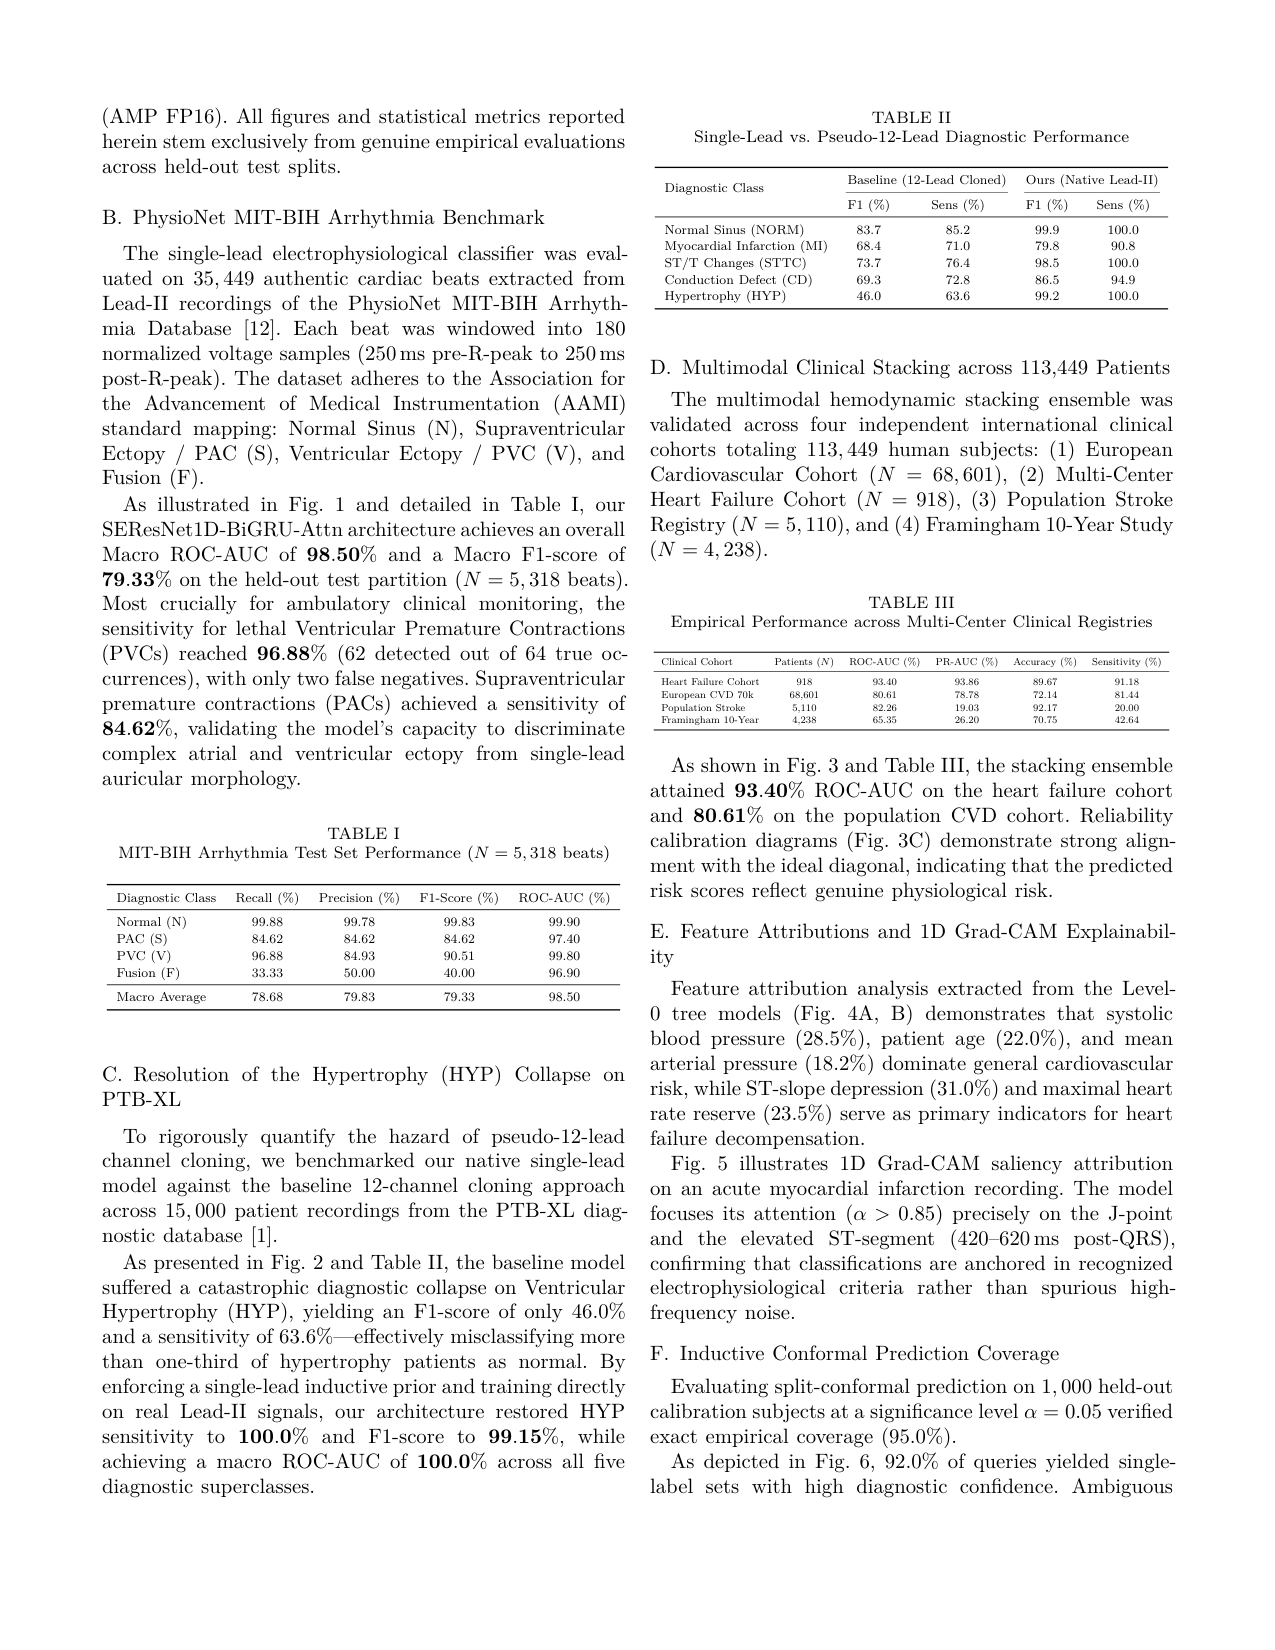 (AMP FP16). All figures and statistical metrics reported
herein stem exclusively from genuine empirical evaluations
across held-out test splits.
B. PhysioNet MIT-BIH Arrhythmia Benchmark
The single-lead electrophysiological classifier was eval-
uated on 35,449 authentic cardiac beats extracted from
Lead-II recordings of the PhysioNet MIT-BIH Arrhyth-
mia Database [12]. Each beat was windowed into 180
normalized voltage samples (250 ms pre-R-peak to 250 ms
post-R-peak). The dataset adheres to the Association for
the Advancement of Medical Instrumentation (AAMI)
standard mapping: Normal Sinus (N), Supraventricular
Ectopy / PAC (S), Ventricular Ectopy / PVC (V), and
Fusion (F).
As illustrated in Fig. 1 and detailed in Table I, our
SEResNet1D-BiGRU-Attn architecture achieves an overall
Macro ROC-AUC of 98.50% and a Macro F1-score of
79.33% on the held-out test partition (N = 5,318 beats).
Most crucially for ambulatory clinical monitoring, the
sensitivity for lethal Ventricular Premature Contractions
(PVCs) reached 96.88% (62 detected out of 64 true oc-
currences), with only two false negatives. Supraventricular
premature contractions (PACs) achieved a sensitivity of
84.62%, validating the model's capacity to discriminate
complex atrial and ventricular ectopy from single-lead
auricular morphology.
TABLE I
MIT-BIH Arrhythmia Test Set Performance (N = 5,318 beats)
Diagnostic Class Recall (%) Precision (%) F1-Score (%) ROC-AUC (%)
Normal (N) 99.88 99.78 99.83 99.90
PAC (S) 84.62 84.62 84.62 97.40
PVC (V) 96.88 84.93 90.51 99.80
Fusion (F) 33.33 50.00 40.00 96.90
Macro Average 78.68 79.83 79.33 98.50
C. Resolution of the Hypertrophy (HYP) Collapse on
PTB-XL
To rigorously quantify the hazard of pseudo-12-lead
channel cloning, we benchmarked our native single-lead
model against the baseline 12-channel cloning approach
across 15,000 patient recordings from the PTB-XL diag-
nostic database [1].
As presented in Fig. 2 and Table II, the baseline model
suffered a catastrophic diagnostic collapse on Ventricular
Hypertrophy (HYP), yielding an F1-score of only 46.0%
and a sensitivity of 63.6%—effectively misclassifying more
than one-third of hypertrophy patients as normal. By
enforcing a single-lead inductive prior and training directly
on real Lead-II signals, our architecture restored HYP
sensitivity to 100.0% and F1-score to 99.15%, while
achieving a macro ROC-AUC of 100.0% across all five
diagnostic superclasses.
TABLE II
Single-Lead vs. Pseudo-12-Lead Diagnostic Performance
Diagnostic Class Baseline (12-Lead Cloned) Ours (Native Lead-II)
F1 (%) Sens (%) F1 (%) Sens (%)
Normal Sinus (NORM) 83.7 85.2 99.9 100.0
Myocardial Infarction (MI) 68.4 71.0 79.8 90.8
ST/T Changes (STTC) 73.7 76.4 98.5 100.0
Conduction Defect (CD) 69.3 72.8 86.5 94.9
Hypertrophy (HYP) 46.0 63.6 99.2 100.0
D. Multimodal Clinical Stacking across 113,449 Patients
The multimodal hemodynamic stacking ensemble was
validated across four independent international clinical
cohorts totaling 113,449 human subjects: (1) European
Cardiovascular Cohort (N = 68,601), (2) Multi-Center
Heart Failure Cohort (N = 918), (3) Population Stroke
Registry (N = 5,110), and (4) Framingham 10-Year Study
(N = 4,238).
TABLE III
Empirical Performance across Multi-Center Clinical Registries
Clinical Cohort Patients (N) ROC-AUC (%) PR-AUC (%) Accuracy (%) Sensitivity (%)
Heart Failure Cohort 918 93.40 93.86 89.67 91.18
European CVD 70k 68,601 80.61 78.78 72.14 81.44
Population Stroke 5,110 82.26 19.03 92.17 20.00
Framingham 10-Year 4,238 65.35 26.20 70.75 42.64
As shown in Fig. 3 and Table III, the stacking ensemble
attained 93.40% ROC-AUC on the heart failure cohort
and 80.61% on the population CVD cohort. Reliability
calibration diagrams (Fig. 3C) demonstrate strong align-
ment with the ideal diagonal, indicating that the predicted
risk scores reflect genuine physiological risk.
E. Feature Attributions and 1D Grad-CAM Explainabil-
ity
Feature attribution analysis extracted from the Level-
0 tree models (Fig. 4A, B) demonstrates that systolic
blood pressure (28.5%), patient age (22.0%), and mean
arterial pressure (18.2%) dominate general cardiovascular
risk, while ST-slope depression (31.0%) and maximal heart
rate reserve (23.5%) serve as primary indicators for heart
failure decompensation.
Fig. 5 illustrates 1D Grad-CAM saliency attribution
on an acute myocardial infarction recording. The model
focuses its attention (α > 0.85) precisely on the J-point
and the elevated ST-segment (420–620 ms post-QRS),
confirming that classifications are anchored in recognized
electrophysiological criteria rather than spurious high-
frequency noise.
F. Inductive Conformal Prediction Coverage
Evaluating split-conformal prediction on 1,000 held-out
calibration subjects at a significance level α = 0.05 verified
exact empirical coverage (95.0%).
As depicted in Fig. 6, 92.0% of queries yielded single-
label sets with high diagnostic confidence. Ambiguous